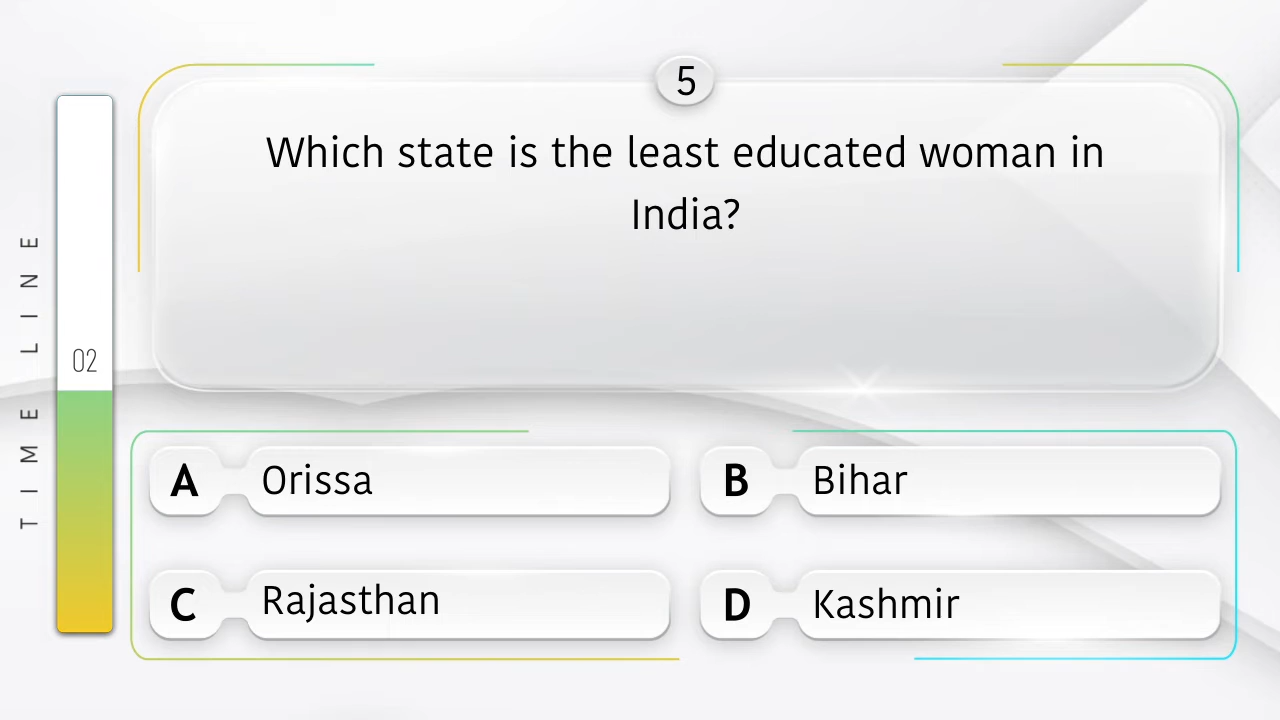 5
Which state is the least educated woman in
India?
TIME LINE
02
A Orissa
B Bihar
C Rajasthan
D Kashmir